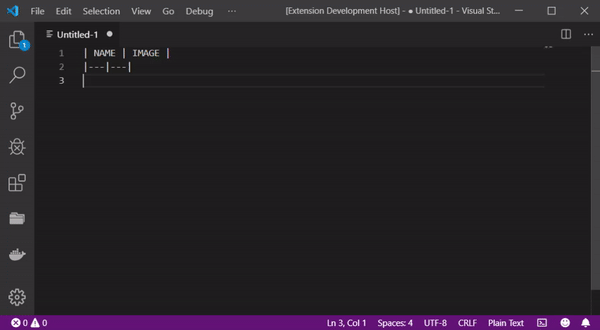 File Edit Selection View Go Debug ··· [Extension Development Host] - ● Untitled-1 - Visual St...
Untitled-1 ●
1 | NAME | IMAGE |
2 |---|---|
3
1
0 0 Ln 3, Col 1 Spaces: 4 UTF-8 CRLF Plain Text